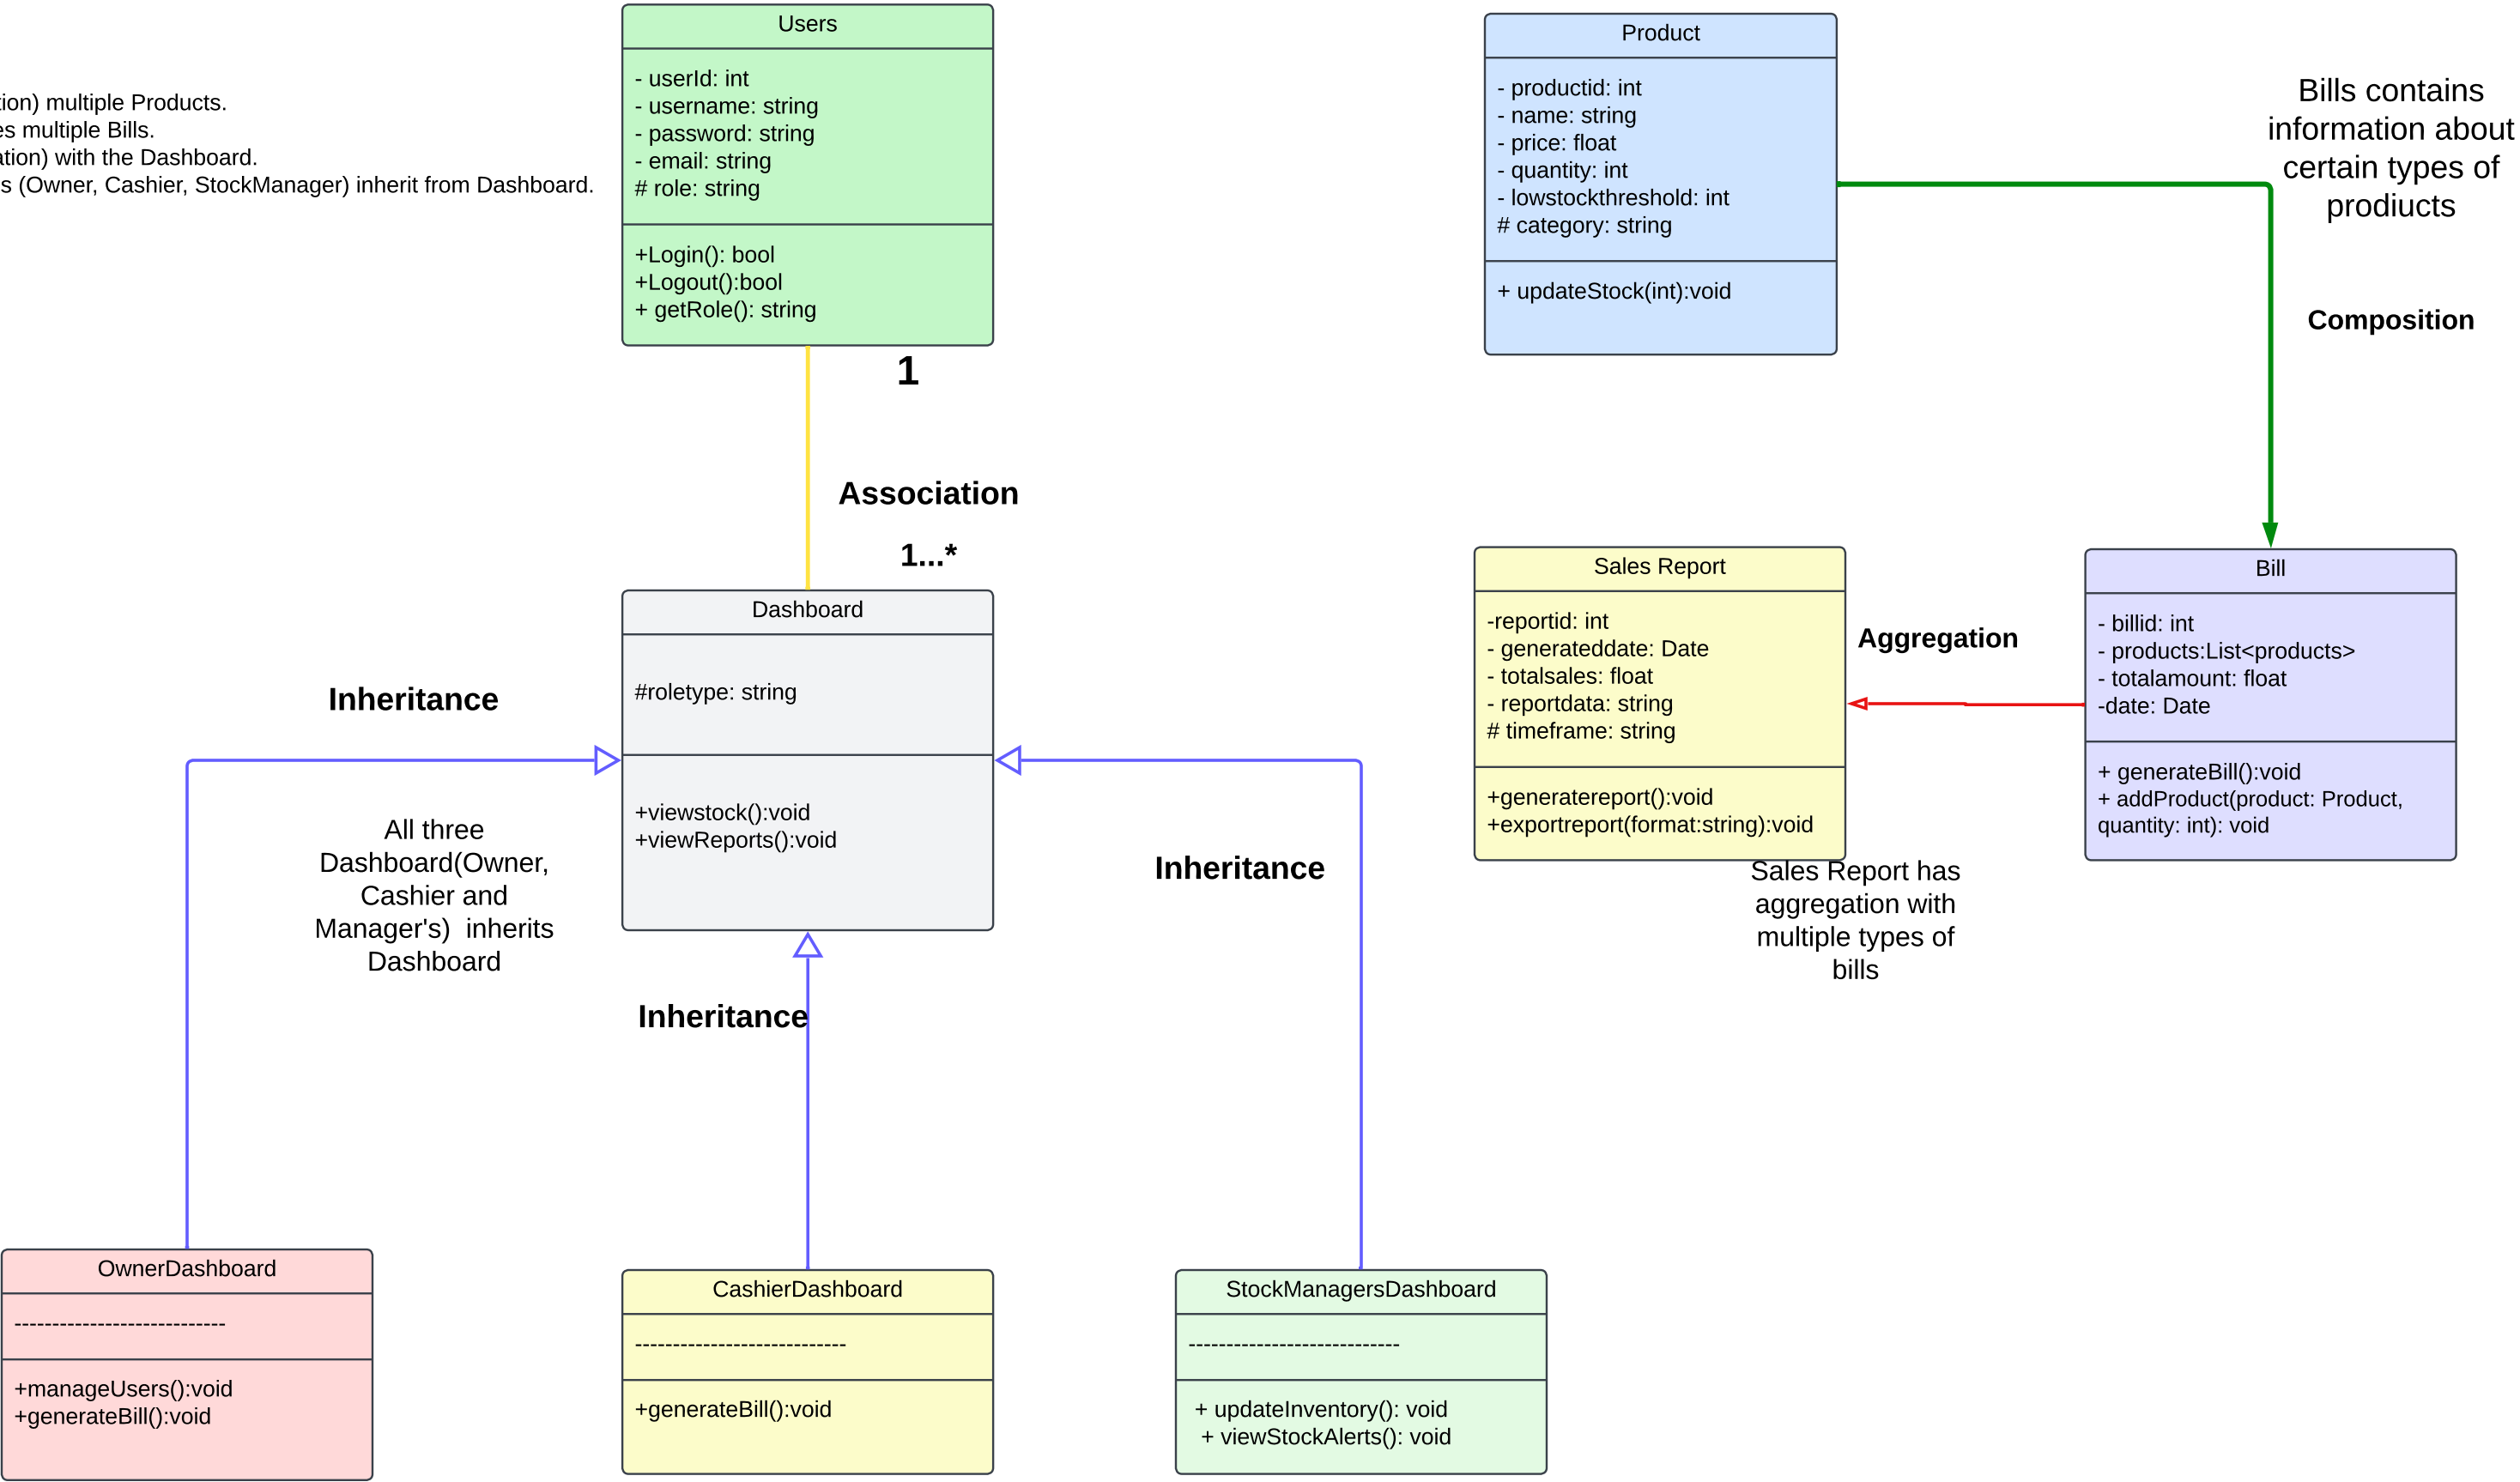 tion) multiple Products.
es multiple Bills.
ation) with the Dashboard.
s (Owner, Cashier, StockManager) inherit from Dashboard.
Users
- userId: int
- username: string
- password: string
- email: string
# role: string
+Login(): bool
+Logout():bool
+ getRole(): string
1
Association
1...*
Product
- productid: int
- name: string
- price: float
- quantity: int
- lowstockthreshold: int
# category: string
+ updateStock(int):void
Bills contains
information about
certain types of
prodiucts
Composition
Dashboard
#roletype: string
+viewstock():void
+viewReports():void
Inheritance
All three
Dashboard(Owner,
Cashier and
Manager's)  inherits
Dashboard
Inheritance
Inheritance
Sales Report
-reportid: int
- generateddate: Date
- totalsales: float
- reportdata: string
# timeframe: string
+generatereport():void
+exportreport(format:string):void
Aggregation
Sales Report has
aggregation with
multiple types of
bills
Bill
- billid: int
- products:List<products>
- totalamount: float
-date: Date
+ generateBill():void
+ addProduct(product: Product,
quantity: int): void
OwnerDashboard
----------------------------
+manageUsers():void
+generateBill():void
CashierDashboard
----------------------------
+generateBill():void
StockManagersDashboard
----------------------------
+ updateInventory(): void
+ viewStockAlerts(): void